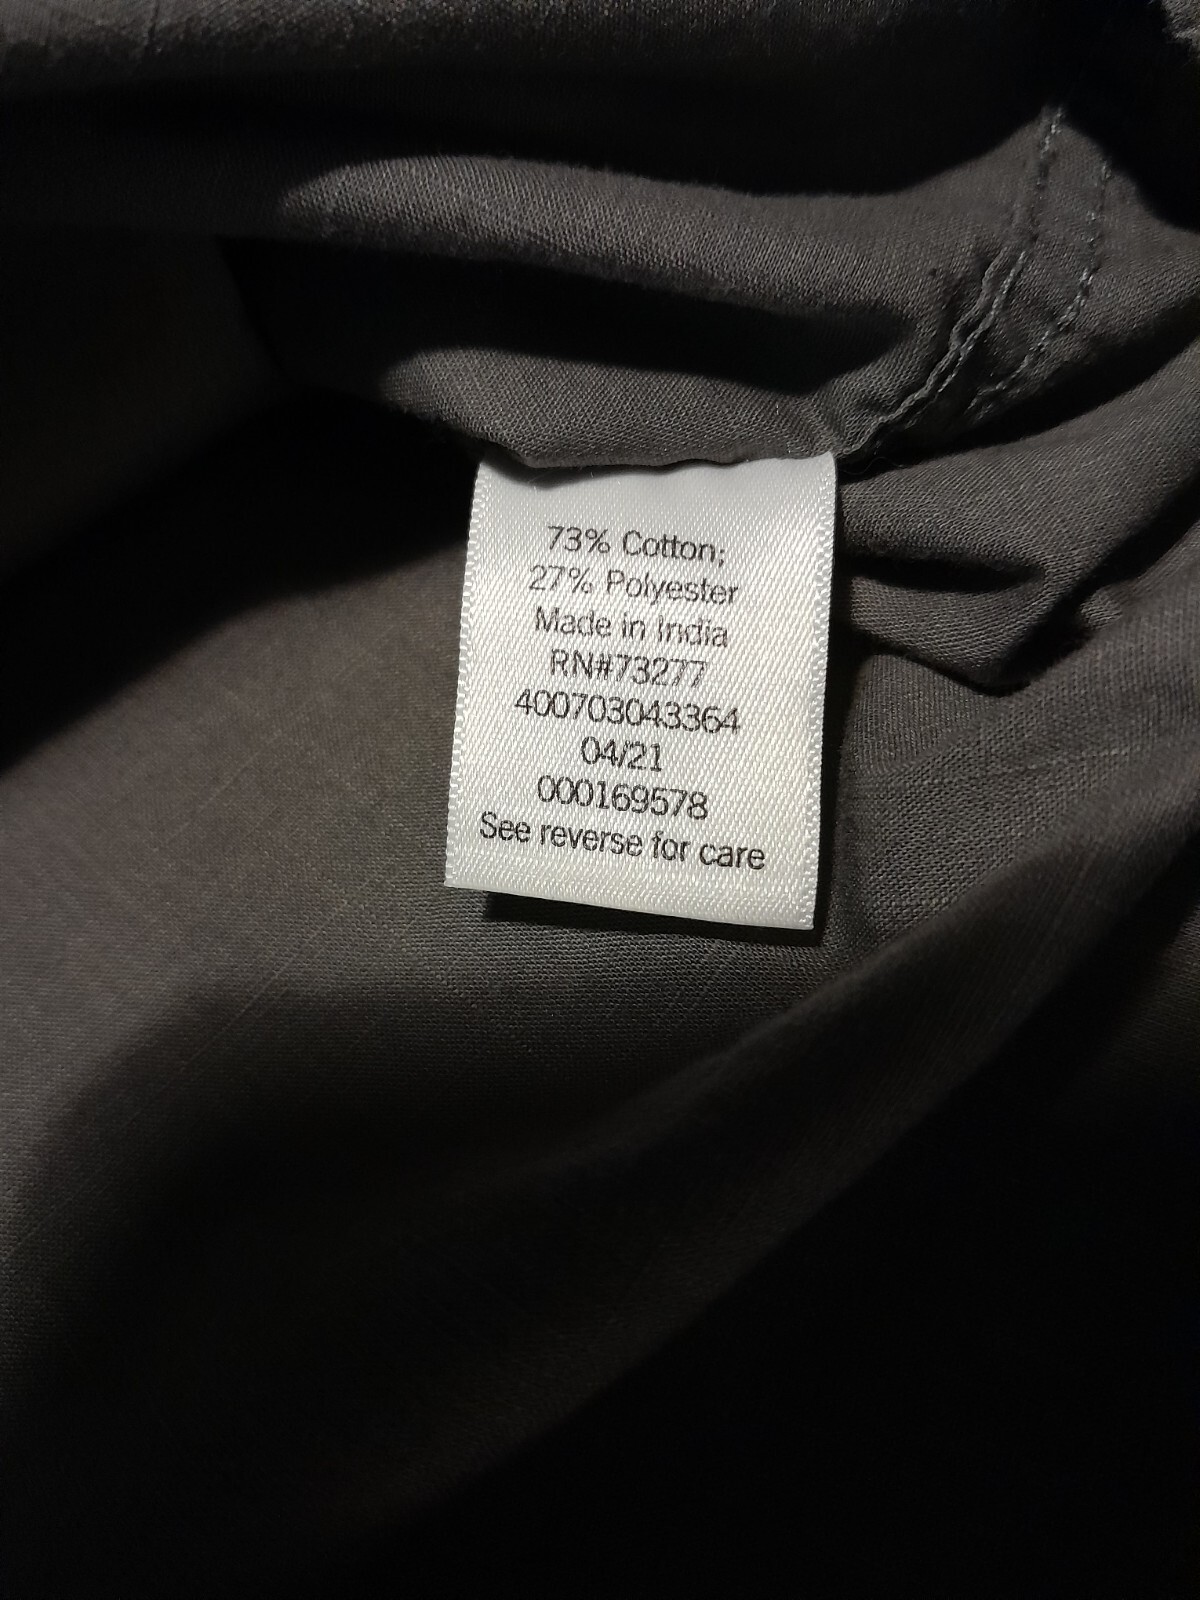 73% Cotton;
27% Polyester
Made in India
RN#73277
400703043364
04/21
000169578
See reverse for care